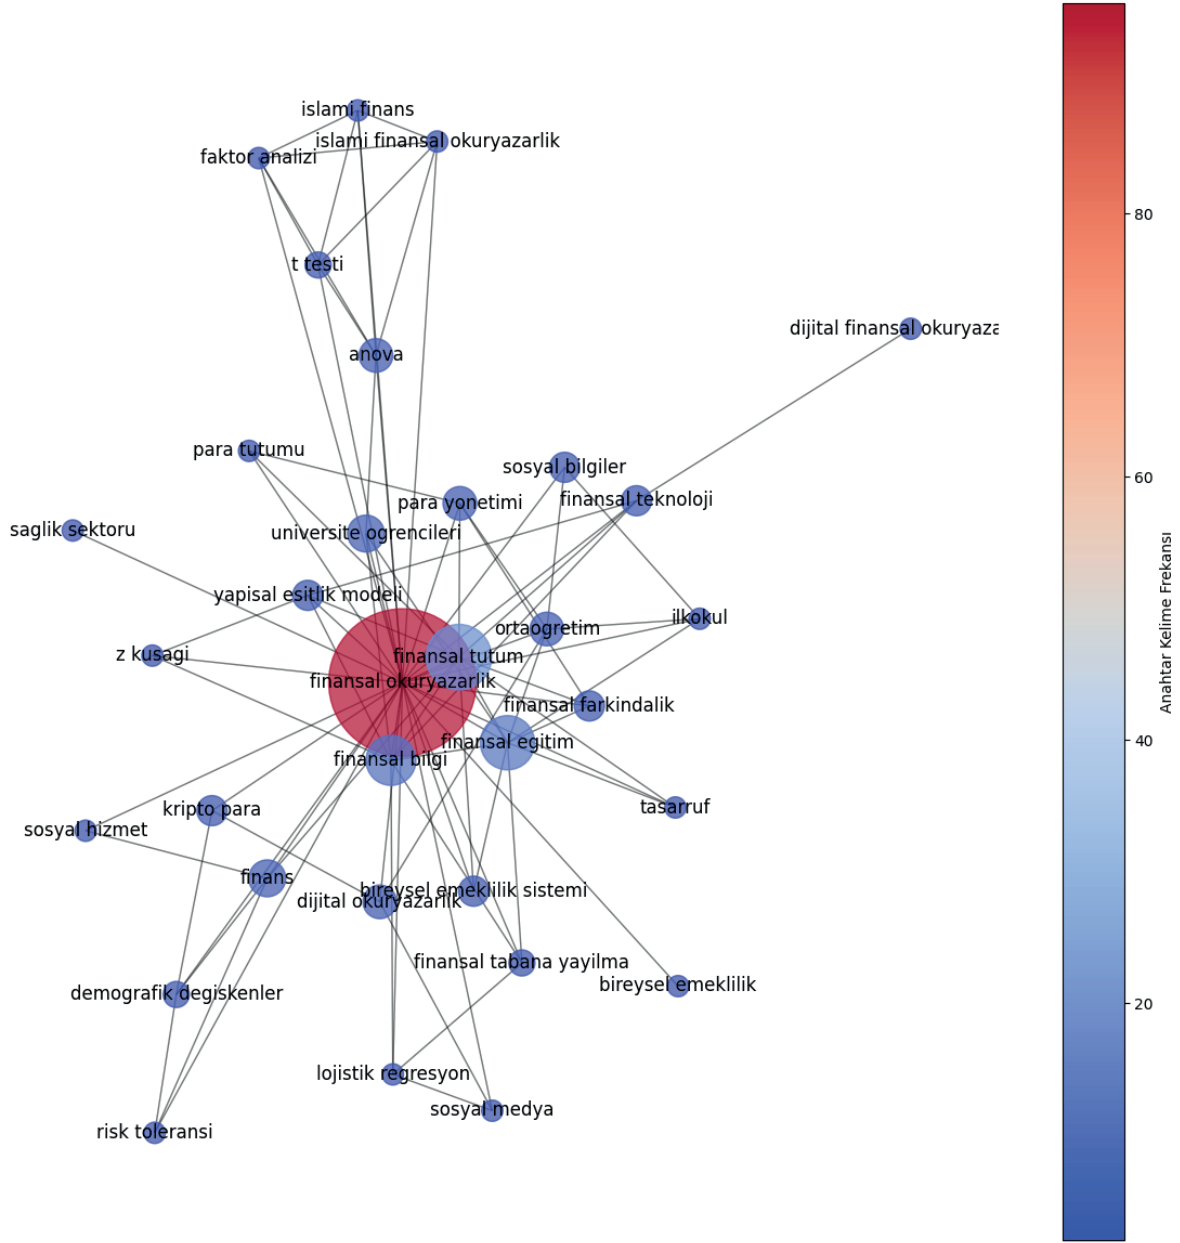 islami finans
islami finansal okuryazarlik
faktor analizi
t testi
dijital finansal okuryaza
anova
para tutumu
sosyal bilgiler
finansal teknoloji
para yonetimi
saglik sektoru
universite ogrencileri
yapisal esitlik modeli
ilkokul
ortaogretim
z kusagi
finansal tutum
finansal okuryazarlik
finansal farkindalik
finansal egitim
finansal bilgi
kripto para
tasarruf
sosyal hizmet
finans
bireysel emeklilik sistemi
dijital okuryazarlik
finansal tabana yayilma
bireysel emeklilik
demografik degiskenler
lojistik regresyon
sosyal medya
risk toleransi
80
60
40
20
Anahtar Kelime Frekansı